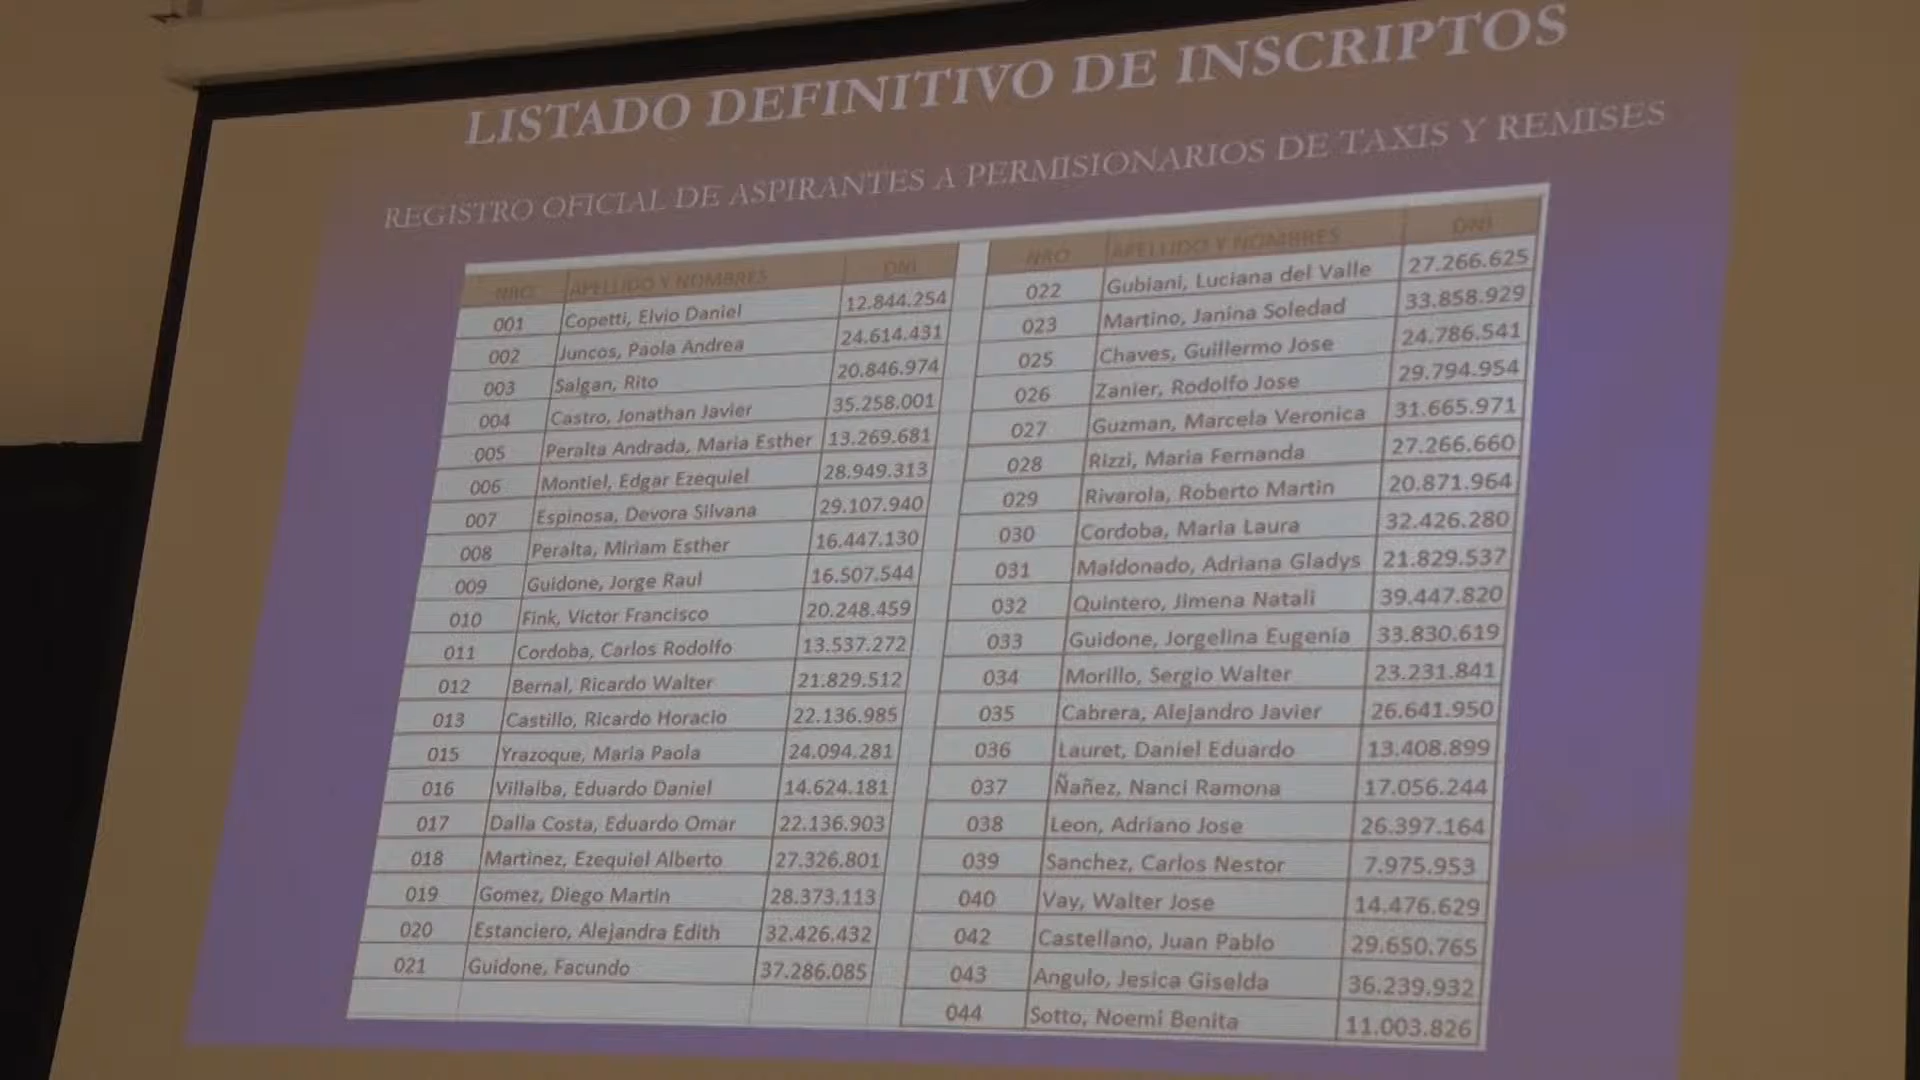 LISTADO DEFINITIVO DE INSCRIPTOS
REGISTRO OFICIAL DE ASPIRANTES A PERMISIONARIOS DE TAXIS Y REMISES
NRO APELLIDO Y NOMBRES DNI
001 Copetti, Elvio Daniel 12.844.254
002 Juncos, Paola Andrea 24.614.431
003 Salgan, Rito 20.846.974
004 Castro, Jonathan Javier 35.258.001
005 Peralta Andrada, Maria Esther 13.269.681
006 Montiel, Edgar Ezequiel 28.949.313
007 Espinosa, Devora Silvana 29.107.940
008 Peralta, Miriam Esther 16.447.130
009 Guidone, Jorge Raul 16.507.544
010 Fink, Victor Francisco 20.248.459
011 Cordoba, Carlos Rodolfo 13.537.272
012 Bernal, Ricardo Walter 21.829.512
013 Castillo, Ricardo Horacio 22.136.985
015 Yrazoque, Maria Paola 24.094.281
016 Villalba, Eduardo Daniel 14.624.181
017 Dalla Costa, Eduardo Omar 22.136.903
018 Martinez, Ezequiel Alberto 27.326.801
019 Gomez, Diego Martin 28.373.113
020 Estanciero, Alejandra Edith 32.426.432
021 Guidone, Facundo 37.286.085
NRO APELLIDO Y NOMBRES DNI
022 Gubiani, Luciana del Valle 27.266.625
023 Martino, Janina Soledad 33.858.929
025 Chaves, Guillermo Jose 24.786.541
026 Zanier, Rodolfo Jose 29.794.954
027 Guzman, Marcela Veronica 31.665.971
028 Rizzi, Maria Fernanda 27.266.660
029 Rivarola, Roberto Martin 20.871.964
030 Cordoba, Maria Laura 32.426.280
031 Maldonado, Adriana Gladys 21.829.537
032 Quintero, Jimena Natali 39.447.820
033 Guidone, Jorgelina Eugenia 33.830.619
034 Morillo, Sergio Walter 23.231.841
035 Cabrera, Alejandro Javier 26.641.950
036 Lauret, Daniel Eduardo 13.408.899
037 Ñañez, Nanci Ramona 17.056.244
038 Leon, Adriano Jose 26.397.164
039 Sanchez, Carlos Nestor 7.975.953
040 Vay, Walter Jose 14.476.629
042 Castellano, Juan Pablo 29.650.765
043 Angulo, Jesica Giselda 36.239.932
044 Sotto, Noemi Benita 11.003.826